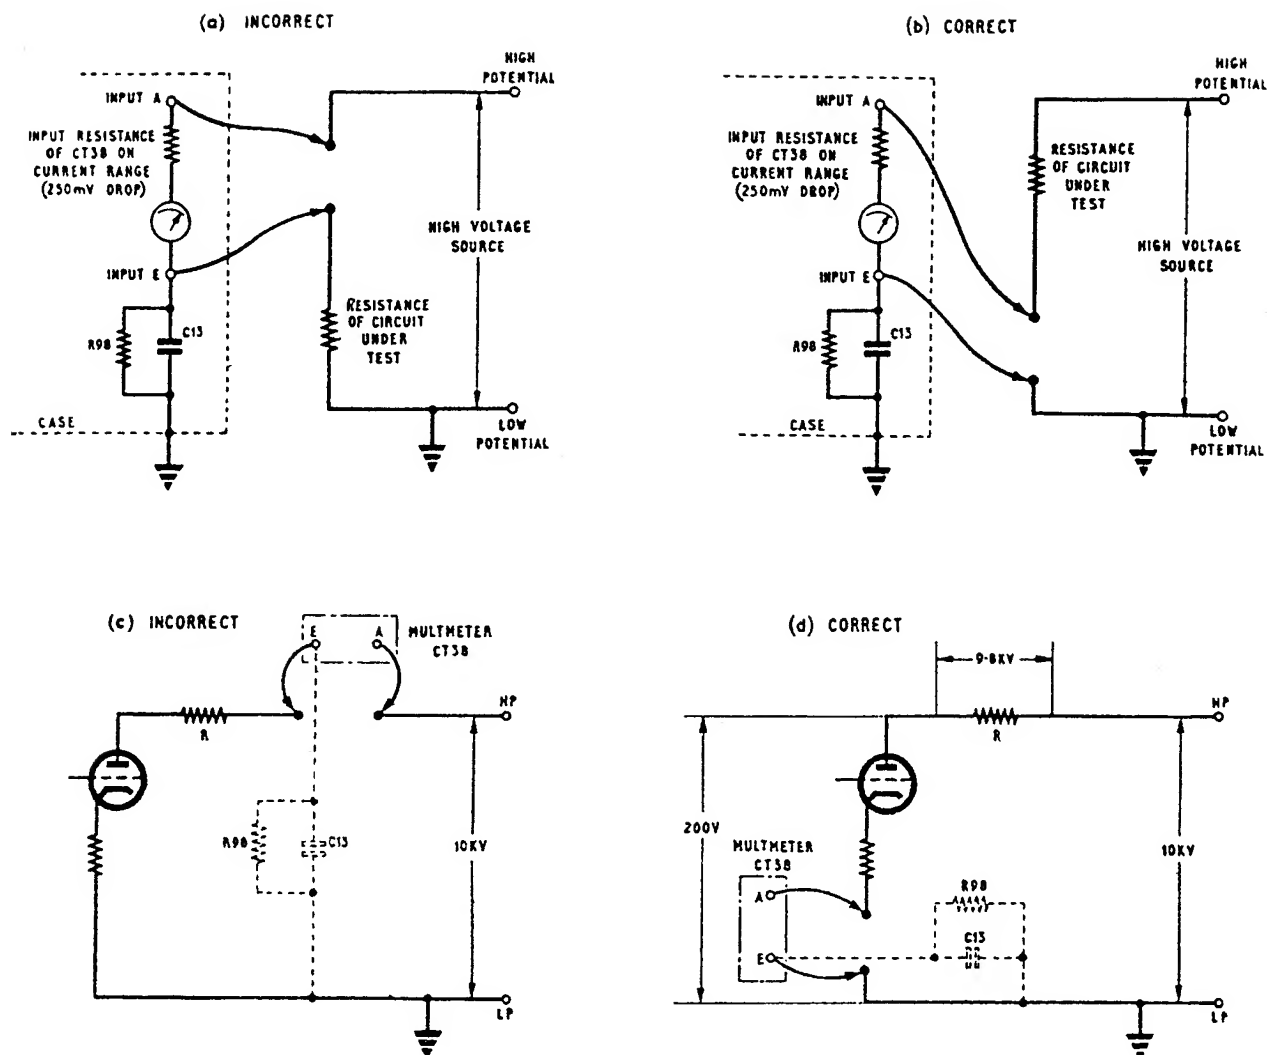 (a) INCORRECT
HIGH
POTENTIAL
INPUT A
INPUT RESISTANCE
OF CT38 ON
CURRENT RANGE
(250mV DROP)
INPUT E
HIGH VOLTAGE
SOURCE
RESISTANCE
OF CIRCUIT
UNDER
TEST
R98
C13
CASE
LOW
POTENTIAL
(b) CORRECT
HIGH
POTENTIAL
INPUT A
INPUT RESISTANCE
OF CT38 ON
CURRENT RANGE
(250mV DROP)
RESISTANCE
OF CIRCUIT
UNDER
TEST
HIGH VOLTAGE
SOURCE
INPUT E
R98
C13
CASE
LOW
POTENTIAL
(c) INCORRECT
E
A
MULTMETER
CT38
HP
R
R98
C13
10KV
LP
(d) CORRECT
9·8KV
HP
R
200V
MULTMETER
CT38
A
E
R98
C13
10KV
LP